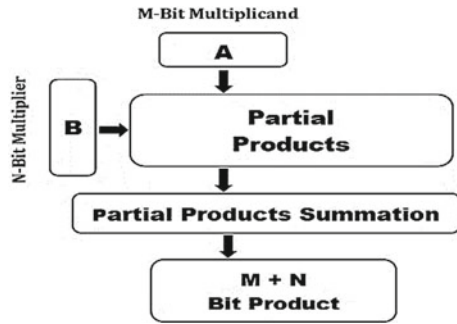 M-Bit Multiplicand
A
N-Bit Multiplier
B
Partial
Products
Partial Products Summation
M + N
Bit Product